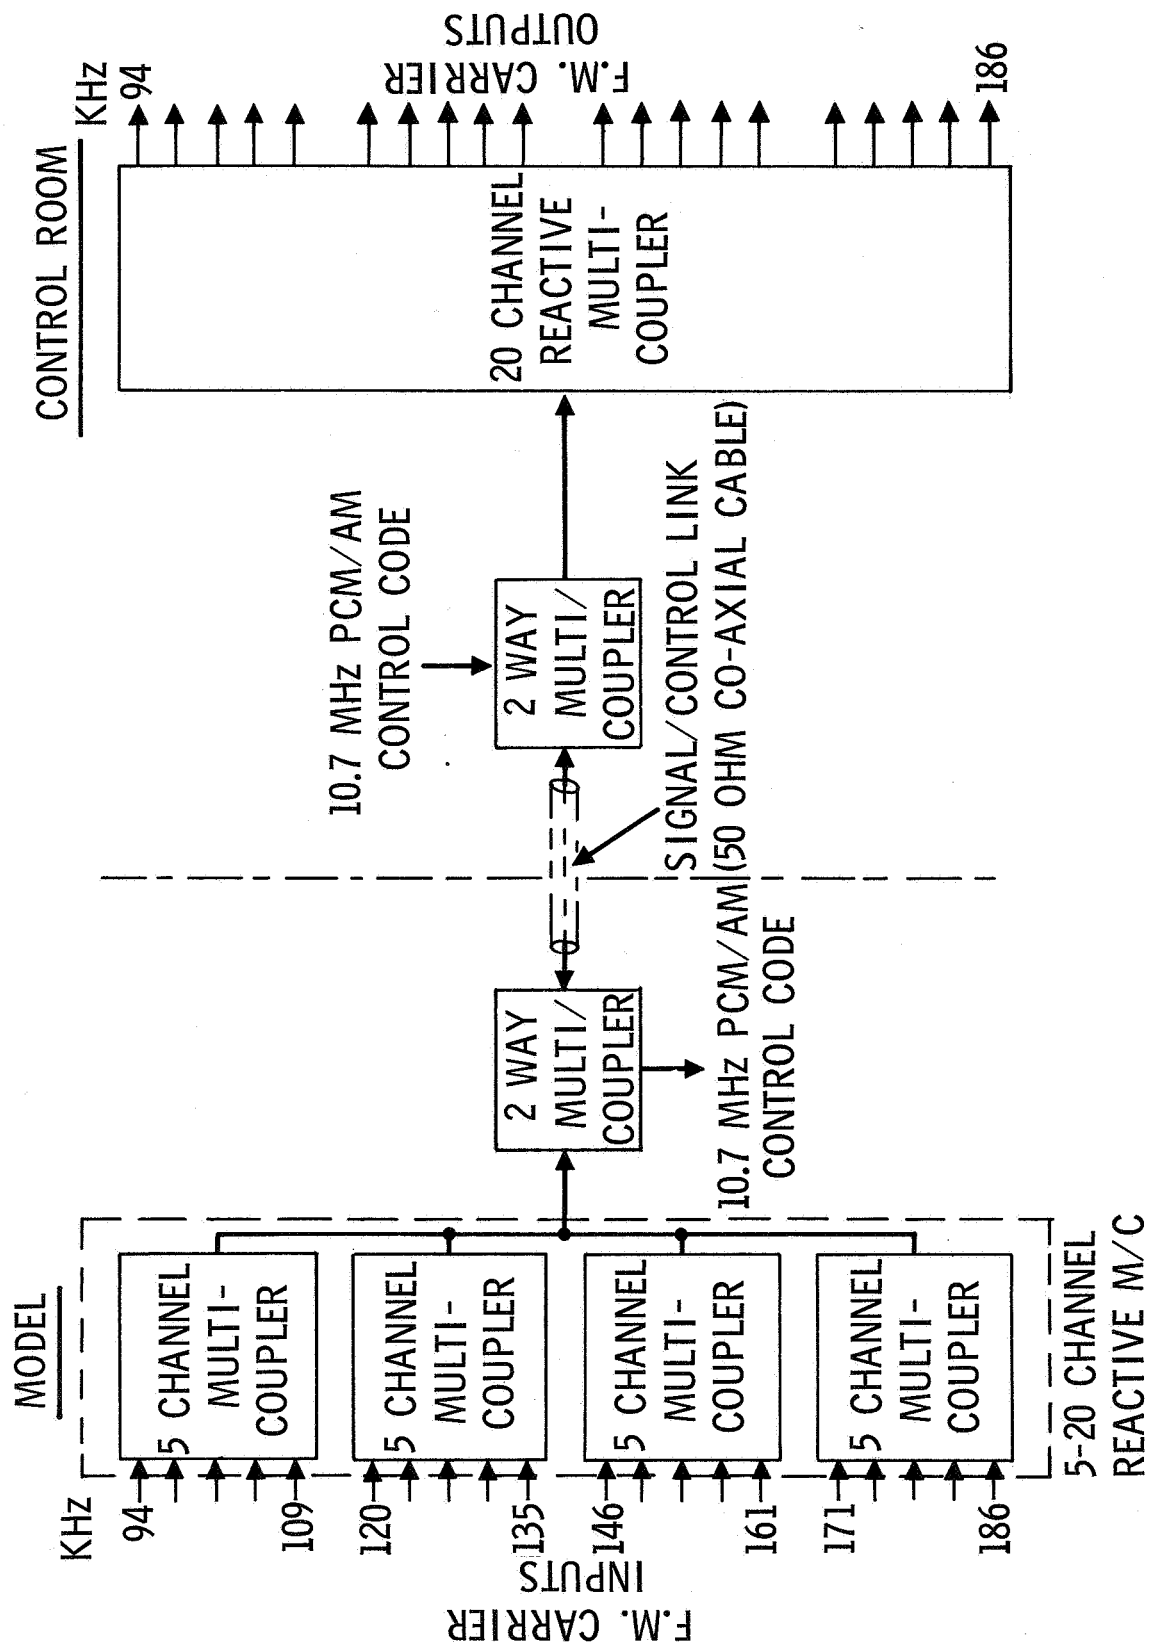 MODEL
CONTROL ROOM
KHz
94
109
120
135
146
161
171
186
F.M. CARRIER
INPUTS
5 CHANNEL
MULTI-
COUPLER
5 CHANNEL
MULTI-
COUPLER
5 CHANNEL
MULTI-
COUPLER
5 CHANNEL
MULTI-
COUPLER
5-20 CHANNEL
REACTIVE M/C
2 WAY
MULTI/
COUPLER
10.7 MHz PCM/AM
CONTROL CODE
10.7 MHz PCM/AM
CONTROL CODE
2 WAY
MULTI/
COUPLER
SIGNAL/CONTROL LINK
(50 OHM CO-AXIAL CABLE)
20 CHANNEL
REACTIVE
MULTI-
COUPLER
KHz
94
186
F.M. CARRIER
OUTPUTS